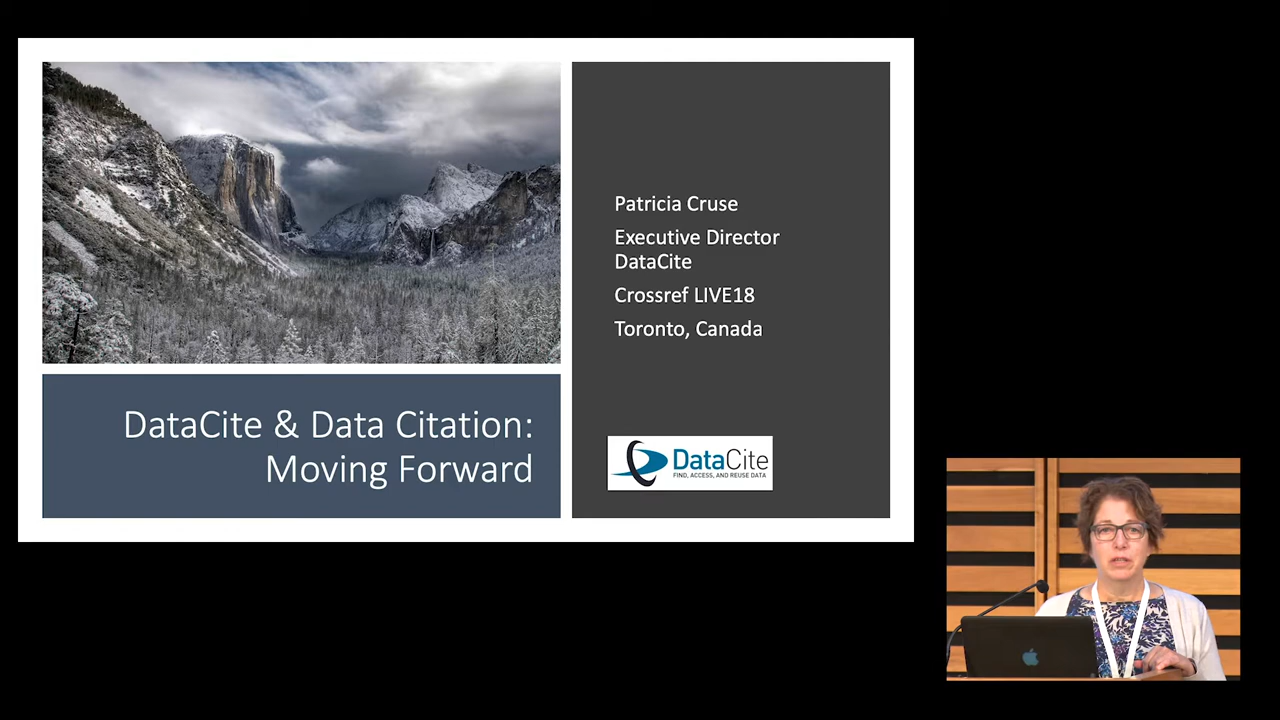 Patricia Cruse
Executive Director
DataCite
Crossref LIVE18
Toronto, Canada
DataCite & Data Citation:
Moving Forward
DataCite
FIND, ACCESS, AND REUSE DATA